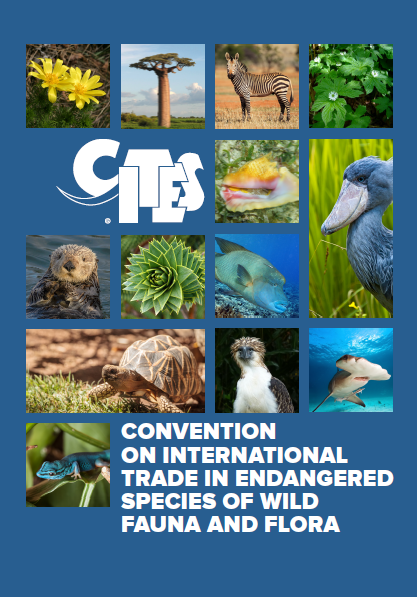 CITES
®
CONVENTION
ON INTERNATIONAL
TRADE IN ENDANGERED
SPECIES OF WILD
FAUNA AND FLORA